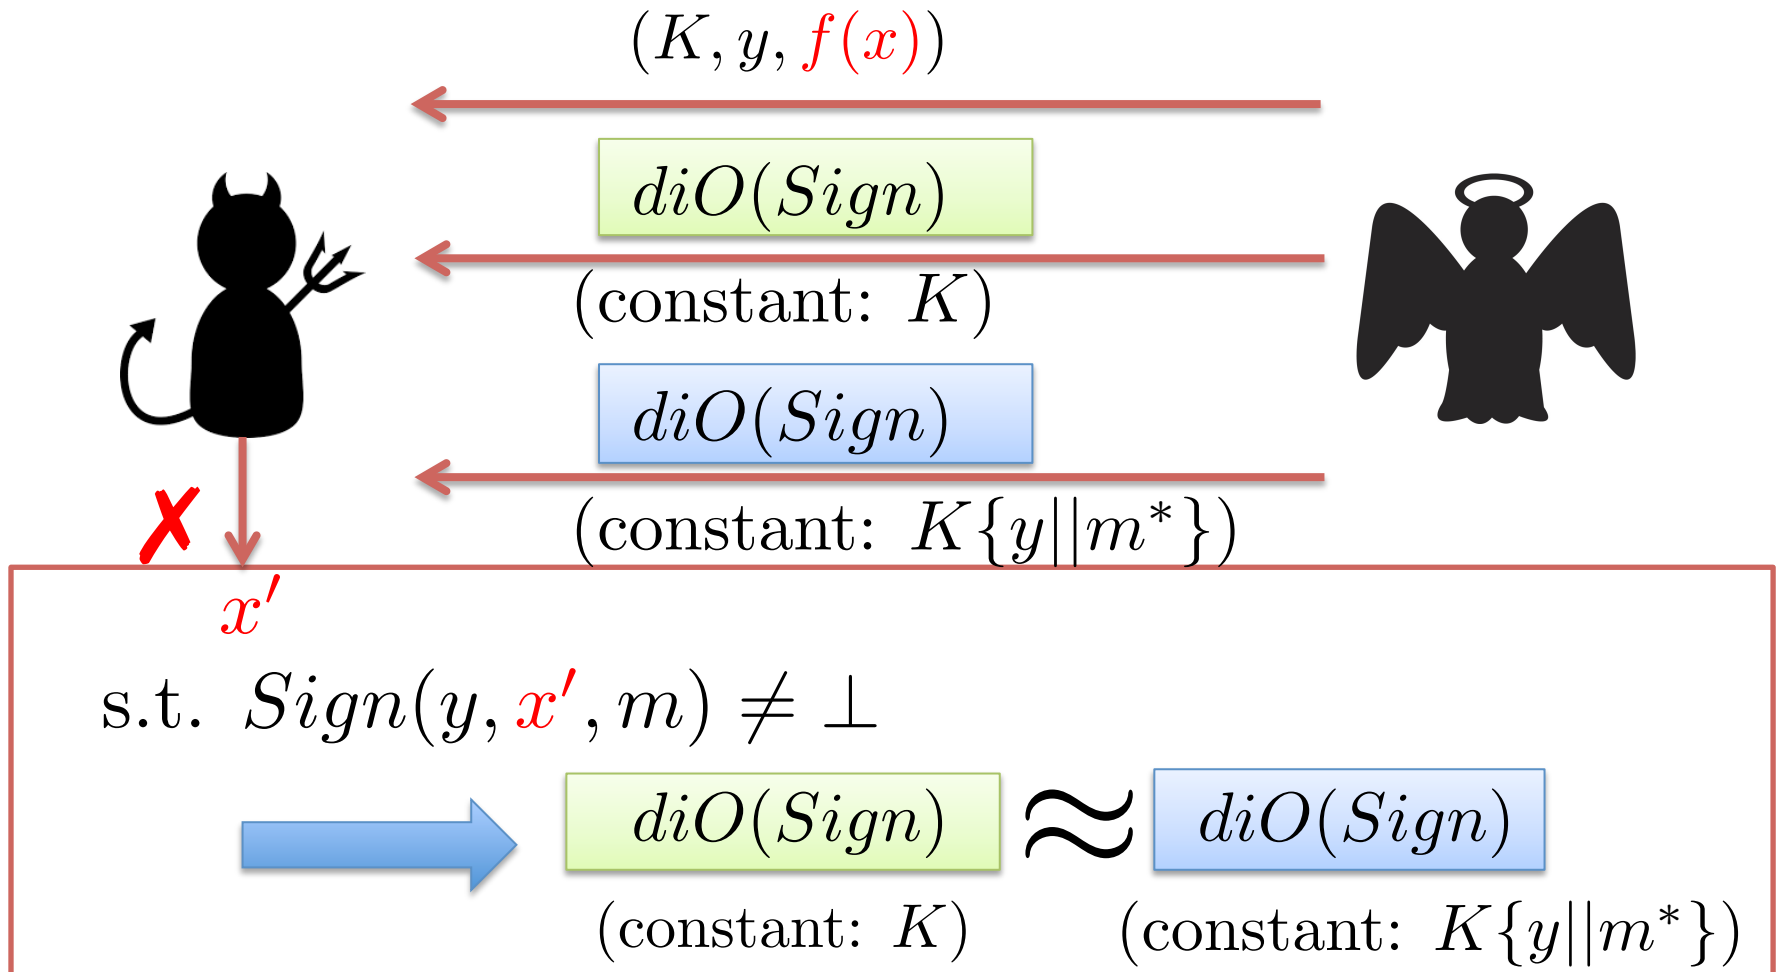 (K, y, f(x))
diO(Sign)
(constant: K)
diO(Sign)
(constant: K{y||m*})
✗
x′
s.t. Sign(y, x′, m) ≠ ⊥
diO(Sign) ≈ diO(Sign)
(constant: K) (constant: K{y||m*})